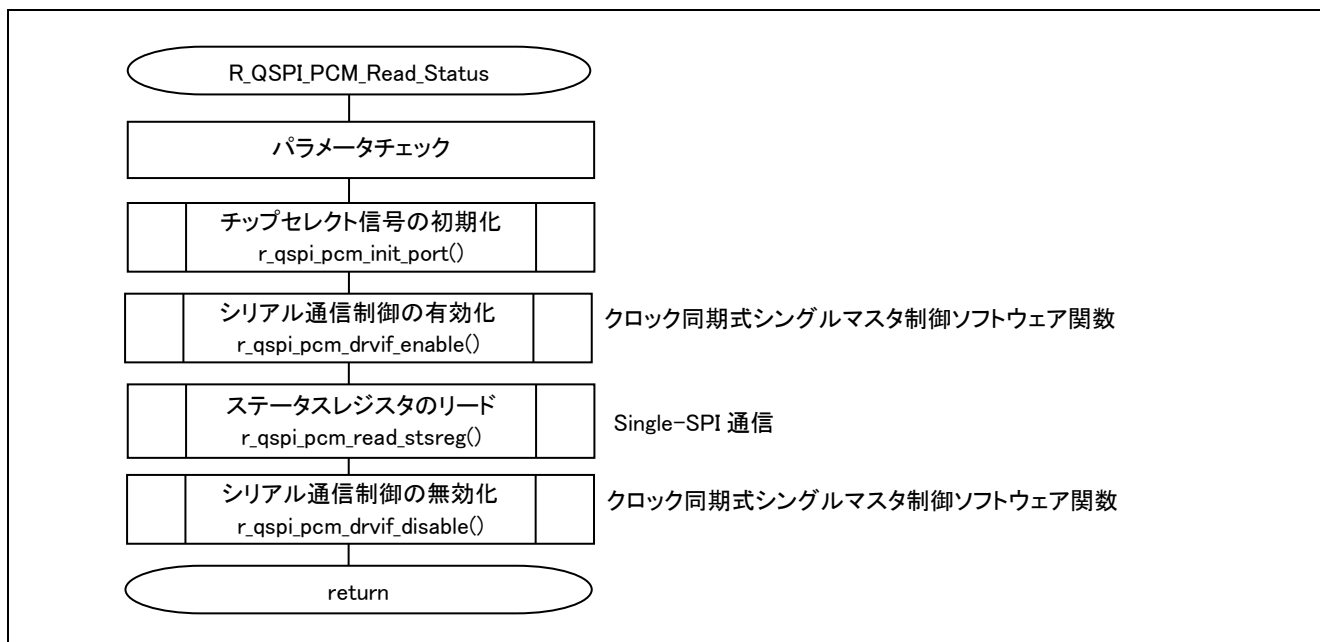 R_QSPI_PCM_Read_Status
パラメータチェック
チップセレクト信号の初期化
r_qspi_pcm_init_port()
シリアル通信制御の有効化
r_qspi_pcm_drvif_enable()
クロック同期式シングルマスタ制御ソフトウェア関数
ステータスレジスタのリード
r_qspi_pcm_read_stsreg()
Single-SPI 通信
シリアル通信制御の無効化
r_qspi_pcm_drvif_disable()
クロック同期式シングルマスタ制御ソフトウェア関数
return